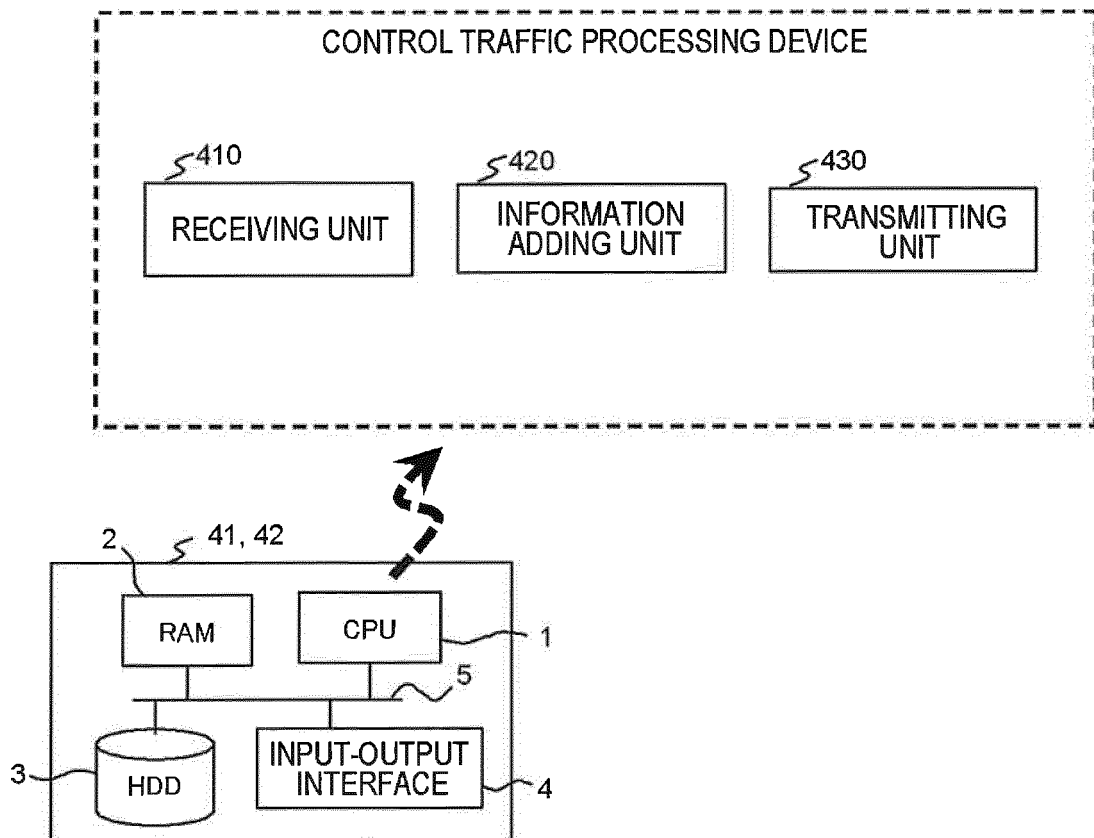 CONTROL TRAFFIC PROCESSING DEVICE
410
420
430
RECEIVING UNIT
INFORMATION
ADDING UNIT
TRANSMITTING
UNIT
41, 42
2
RAM
CPU
1
5
3
HDD
INPUT-OUTPUT
INTERFACE
4